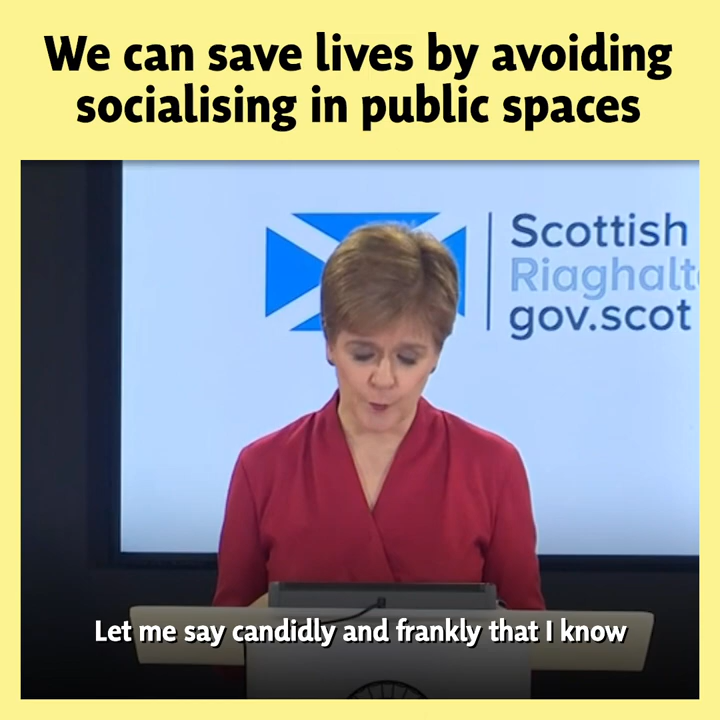 We can save lives by avoiding
socialising in public spaces
Scottish
Riaghalt
gov.scot
Let me say candidly and frankly that I know